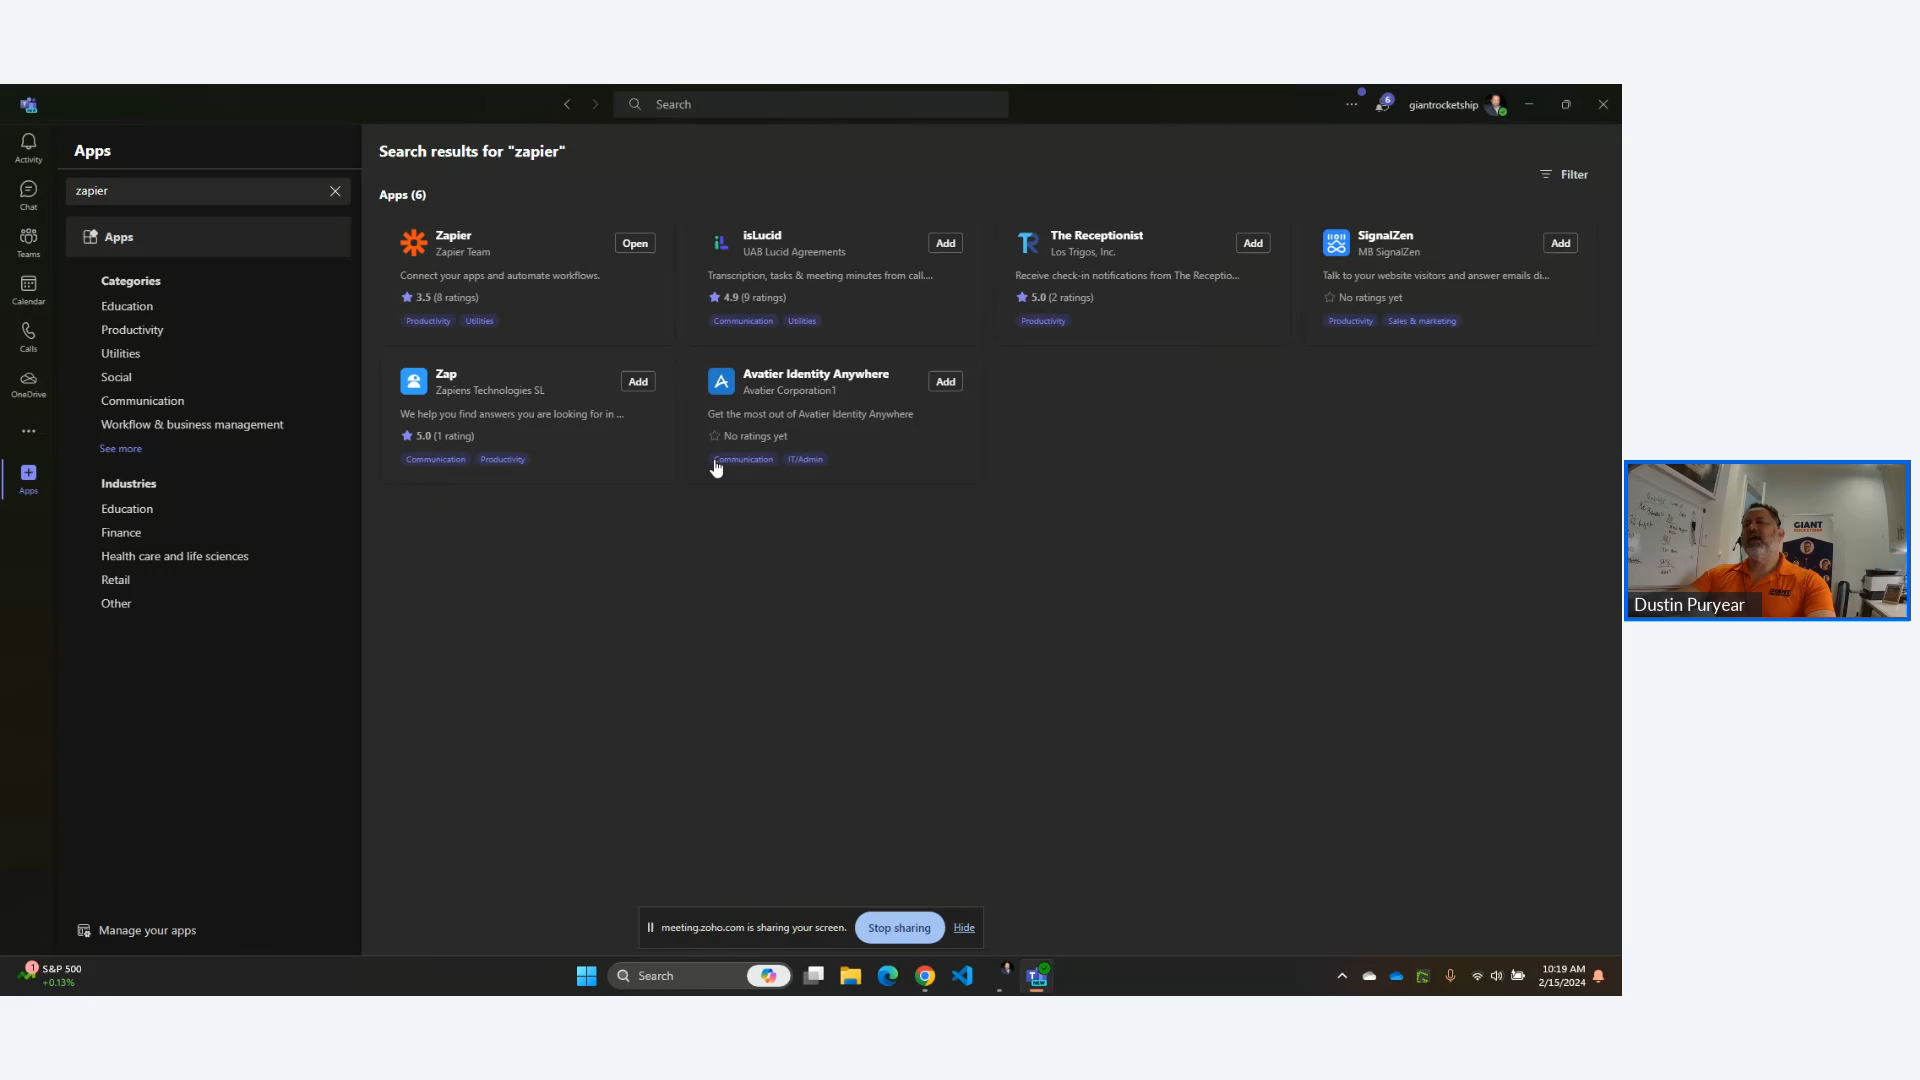 Search
giantrocketship
6
Activity
Chat
Teams
Calendar
Calls
OneDrive
Apps
Apps
zapier
Apps
Categories
Education
Productivity
Utilities
Social
Communication
Workflow & business management
See more
Industries
Education
Finance
Health care and life sciences
Retail
Other
Manage your apps
Search results for "zapier"
Filter
Apps (6)
Zapier
Zapier Team
Open
Connect your apps and automate workflows.
3.5 (8 ratings)
Productivity Utilities
isLucid
UAB Lucid Agreements
Add
Transcription, tasks & meeting minutes from call....
4.9 (9 ratings)
Communication Utilities
The Receptionist
Los Trigos, Inc.
Add
Receive check-in notifications from The Receptio...
5.0 (2 ratings)
Productivity
SignalZen
MB SignalZen
Add
Talk to your website visitors and answer emails di...
No ratings yet
Productivity Sales & marketing
Zap
Zapiens Technologies SL
Add
We help you find answers you are looking for in ...
5.0 (1 rating)
Communication Productivity
Avatier Identity Anywhere
Avatier Corporation1
Add
Get the most out of Avatier Identity Anywhere
No ratings yet
Communication IT/Admin
GIANT
Dustin Puryear
meeting.zoho.com is sharing your screen.
Stop sharing
Hide
1
S&P 500
+0.13%
Search
NEW
10:19 AM
2/15/2024